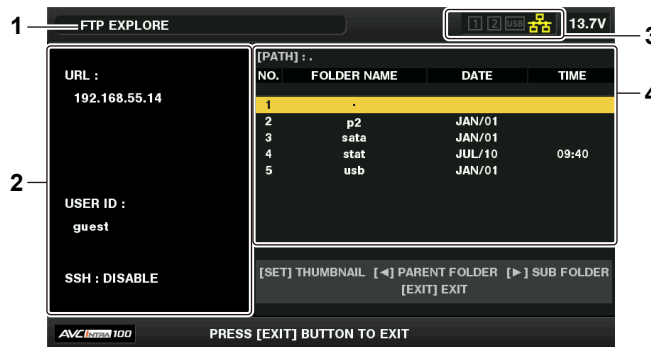 1
FTP EXPLORE
1 2 USB
13.7V
3
2
URL :
192.168.55.14
USER ID :
guest
SSH : DISABLE
4
[PATH] : .
NO. FOLDER NAME DATE TIME
1 .
2 p2 JAN/01
3 sata JAN/01
4 stat JUL/10 09:40
5 usb JAN/01
[SET] THUMBNAIL [◄] PARENT FOLDER [►] SUB FOLDER
[EXIT] EXIT
AVC INTRA 100
PRESS [EXIT] BUTTON TO EXIT